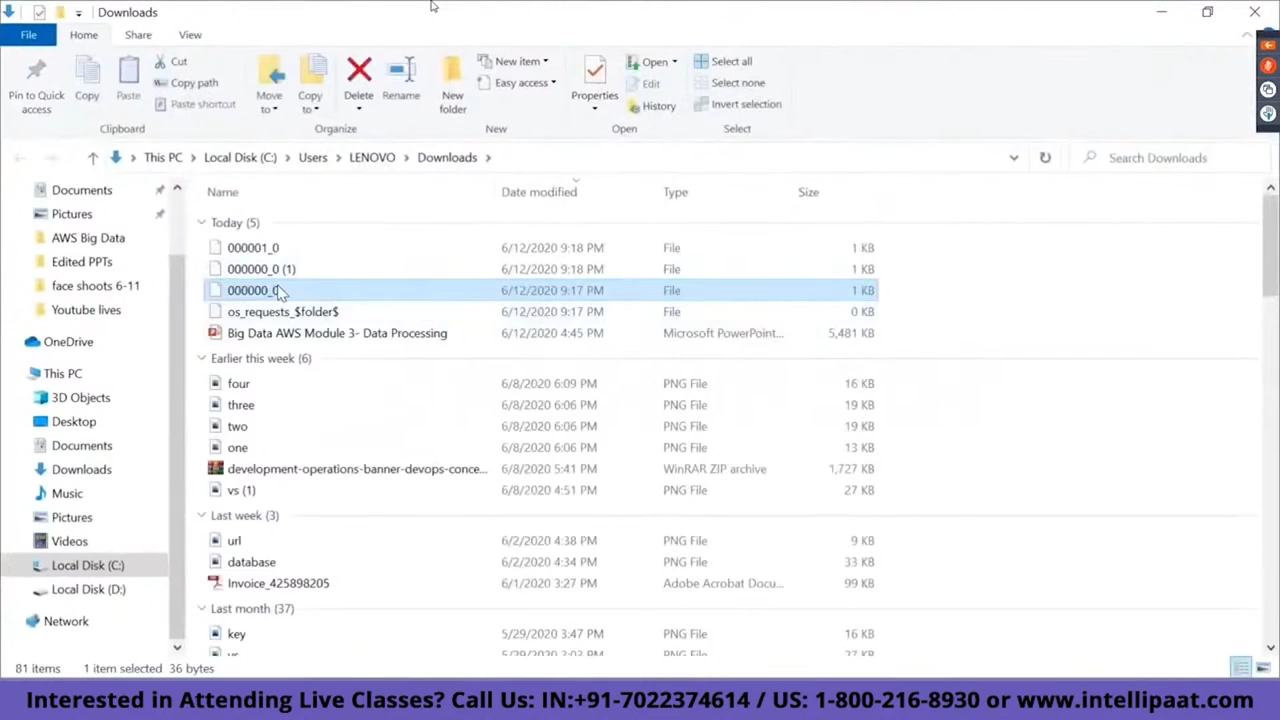 Downloads
File Home Share View
Pin to Quick access
Copy
Paste
Cut
Copy path
Paste shortcut
Clipboard
Move to
Copy to
Delete
Rename
Organize
New folder
New item
Easy access
New
Properties
Open
Edit
History
Open
Select all
Select none
Invert selection
Select
This PC > Local Disk (C:) > Users > LENOVO > Downloads >
Search Downloads
Documents
Pictures
AWS Big Data
Edited PPTs
face shoots 6-11
Youtube lives
OneDrive
This PC
3D Objects
Desktop
Documents
Downloads
Music
Pictures
Videos
Local Disk (C:)
Local Disk (D:)
Network
Name Date modified Type Size
Today (5)
000001_0 6/12/2020 9:18 PM File 1 KB
000000_0 (1) 6/12/2020 9:18 PM File 1 KB
000000_0 6/12/2020 9:17 PM File 1 KB
os_requests_$folder$ 6/12/2020 9:17 PM File 0 KB
Big Data AWS Module 3- Data Processing 6/12/2020 4:45 PM Microsoft PowerPoint... 5,481 KB
Earlier this week (6)
four 6/8/2020 6:09 PM PNG File 16 KB
three 6/8/2020 6:06 PM PNG File 19 KB
two 6/8/2020 6:06 PM PNG File 19 KB
one 6/8/2020 6:06 PM PNG File 13 KB
development-operations-banner-devops-conce... 6/8/2020 5:41 PM WinRAR ZIP archive 1,727 KB
vs (1) 6/8/2020 4:51 PM PNG File 27 KB
Last week (3)
url 6/2/2020 4:38 PM PNG File 9 KB
database 6/2/2020 4:34 PM PNG File 33 KB
Invoice_425898205 6/1/2020 3:27 PM Adobe Acrobat Docu... 99 KB
Last month (37)
key 5/29/2020 3:47 PM PNG File 16 KB
81 items 1 item selected 36 bytes
Interested in Attending Live Classes? Call Us: IN:+91-7022374614 / US: 1-800-216-8930 or www.intellipaat.com